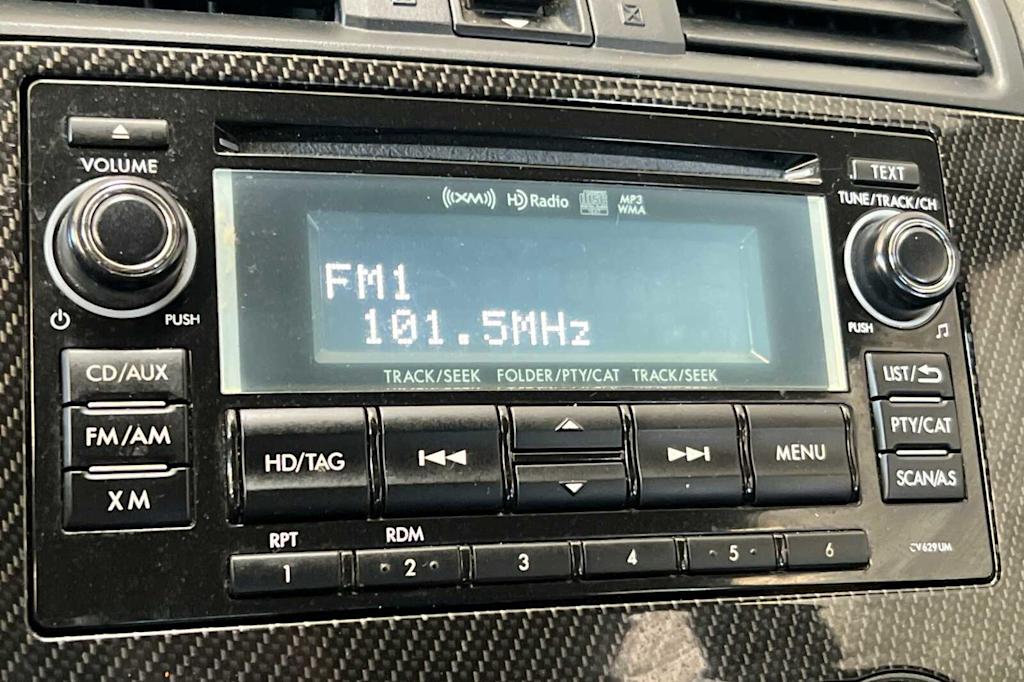 VOLUME
TEXT
TUNE/TRACK/CH
((XM)) HD Radio MP3
WMA
FM1
101.5MHz
PUSH
PUSH
TRACK/SEEK FOLDER/PTY/CAT TRACK/SEEK
CD/AUX
LIST/
FM/AM
PTY/CAT
HD/TAG
MENU
XM
SCAN/A.S
RPT RDM
1 2 3 4 5 6
CV629UM